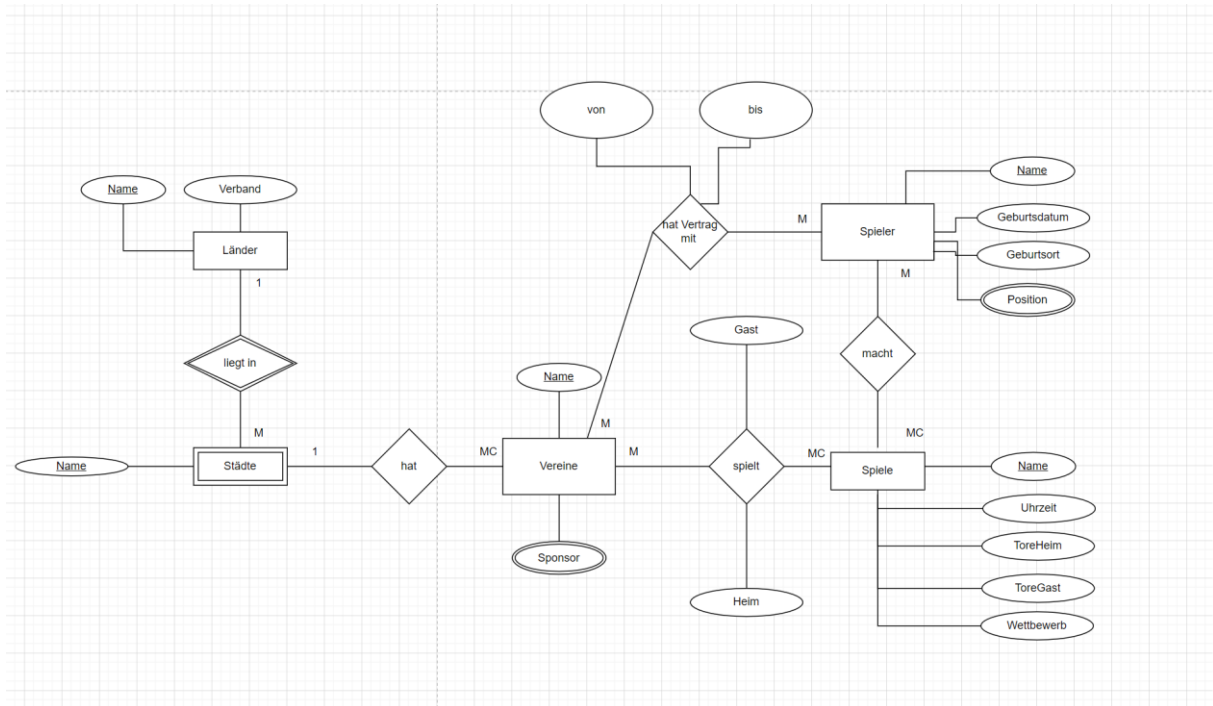 von
bis
Name
Verband
Name
Länder
hat Vertrag
mit
M
Spieler
Geburtsdatum
Geburtsort
1
M
Position
Gast
liegt in
macht
Name
M
M
MC
Name
Städte
1
hat
MC
Vereine
M
spielt
MC
Spiele
Name
Uhrzeit
ToreHeim
Sponsor
ToreGast
Heim
Wettbewerb